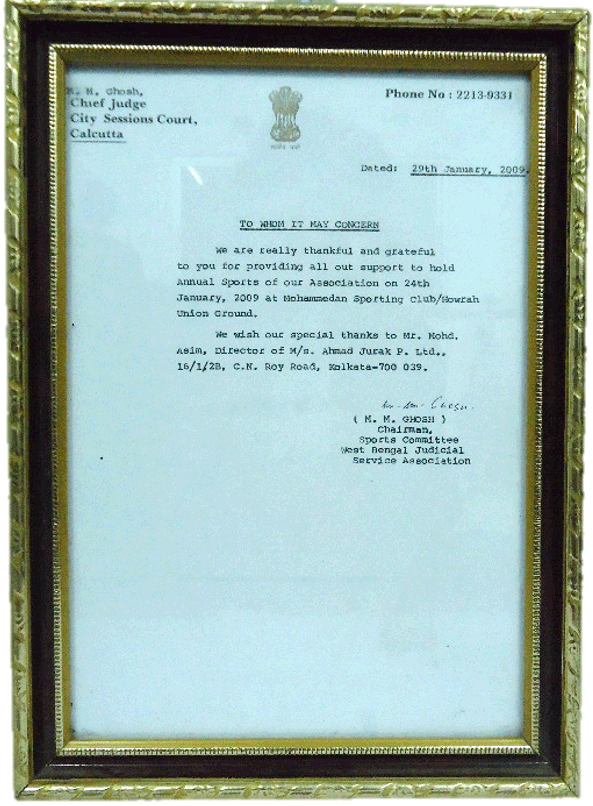 M. M. Ghosh,
Chief Judge
City Sessions Court,
Calcutta
Phone No : 2213-9331
Dated: 29th January, 2009.
TO WHOM IT MAY CONCERN
We are really thankful and grateful
to you for providing all out support to hold
Annual Sports of our Association on 24th
January, 2009 at Mohammedan Sporting Club/Howrah
Union Ground.
We wish our special thanks to Mr. Mohd.
Asim, Director of M/s. Ahmad Jurak P. Ltd.,
16/1/2B, C.N. Roy Road, Kolkata-700 039.
( M. M. GHOSH )
Chairman,
Sports Committee
West Bengal Judicial
Service Association